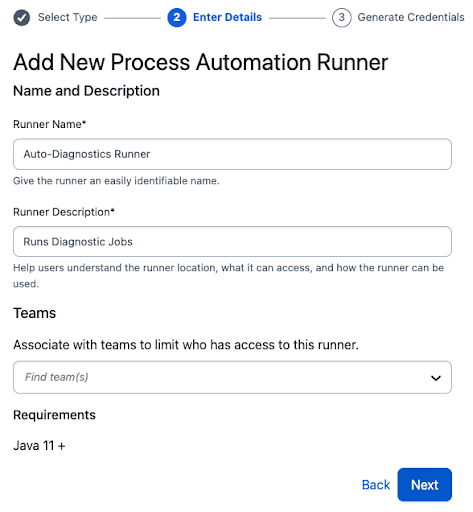 Select Type
2 Enter Details
3 Generate Credentials
Add New Process Automation Runner
Name and Description
Runner Name*
Auto-Diagnostics Runner
Give the runner an easily identifiable name.
Runner Description*
Runs Diagnostic Jobs
Help users understand the runner location, what it can access, and how the runner can be
used.
Teams
Associate with teams to limit who has access to this runner.
Find team(s)
Requirements
Java 11 +
Back
Next